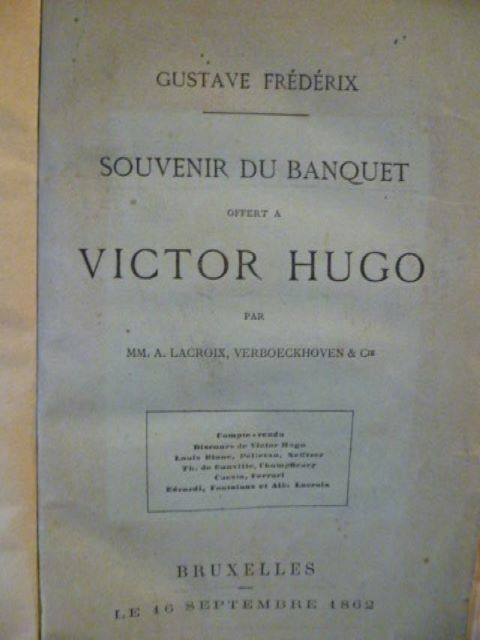 GUSTAVE FRÉDÉRIX
SOUVENIR DU BANQUET
OFFERT A
VICTOR HUGO
PAR
MM. A. LACROIX, VERBOECKHOVEN & Cie
Compte-rendu
Discours de Victor Hugo
Louis Blanc, Pelletan, Nefftzer
Th. de Banville, Champfleury
Cuesta, Ferrari
Bérardi, Fontainas et Alb. Lacroix
BRUXELLES
LE 16 SEPTEMBRE 1862